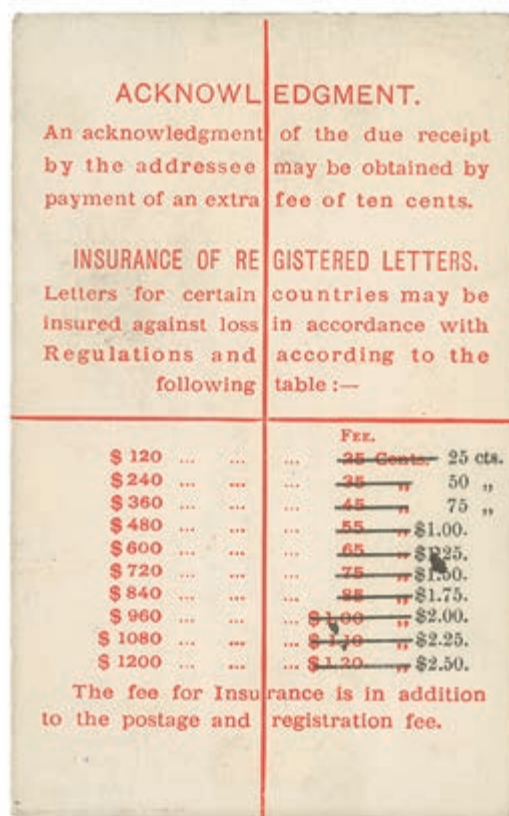 ACKNOWLEDGMENT.
An acknowledgment of the due receipt
by the addressee may be obtained by
payment of an extra fee of ten cents.
INSURANCE OF REGISTERED LETTERS.
Letters for certain countries may be
insured against loss in accordance with
Regulations and according to the
following table :—
FEE.
$ 120 ... ... ... 25 Cents. 25 cts.
$ 240 ... ... ... 35 „ 50 „
$ 360 ... ... ... 45 „ 75 „
$ 480 ... ... ... 55 „ $1.00.
$ 600 ... ... ... 65 „ $1.25.
$ 720 ... ... ... 75 „ $1.50.
$ 840 ... ... ... 85 „ $1.75.
$ 960 ... ... ... $ 1.00 „ $2.00.
$ 1080 ... ... ... $ 1.10 „ $2.25.
$ 1200 ... ... ... $ 1.20 „ $2.50.
The fee for Insurance is in addition
to the postage and registration fee.